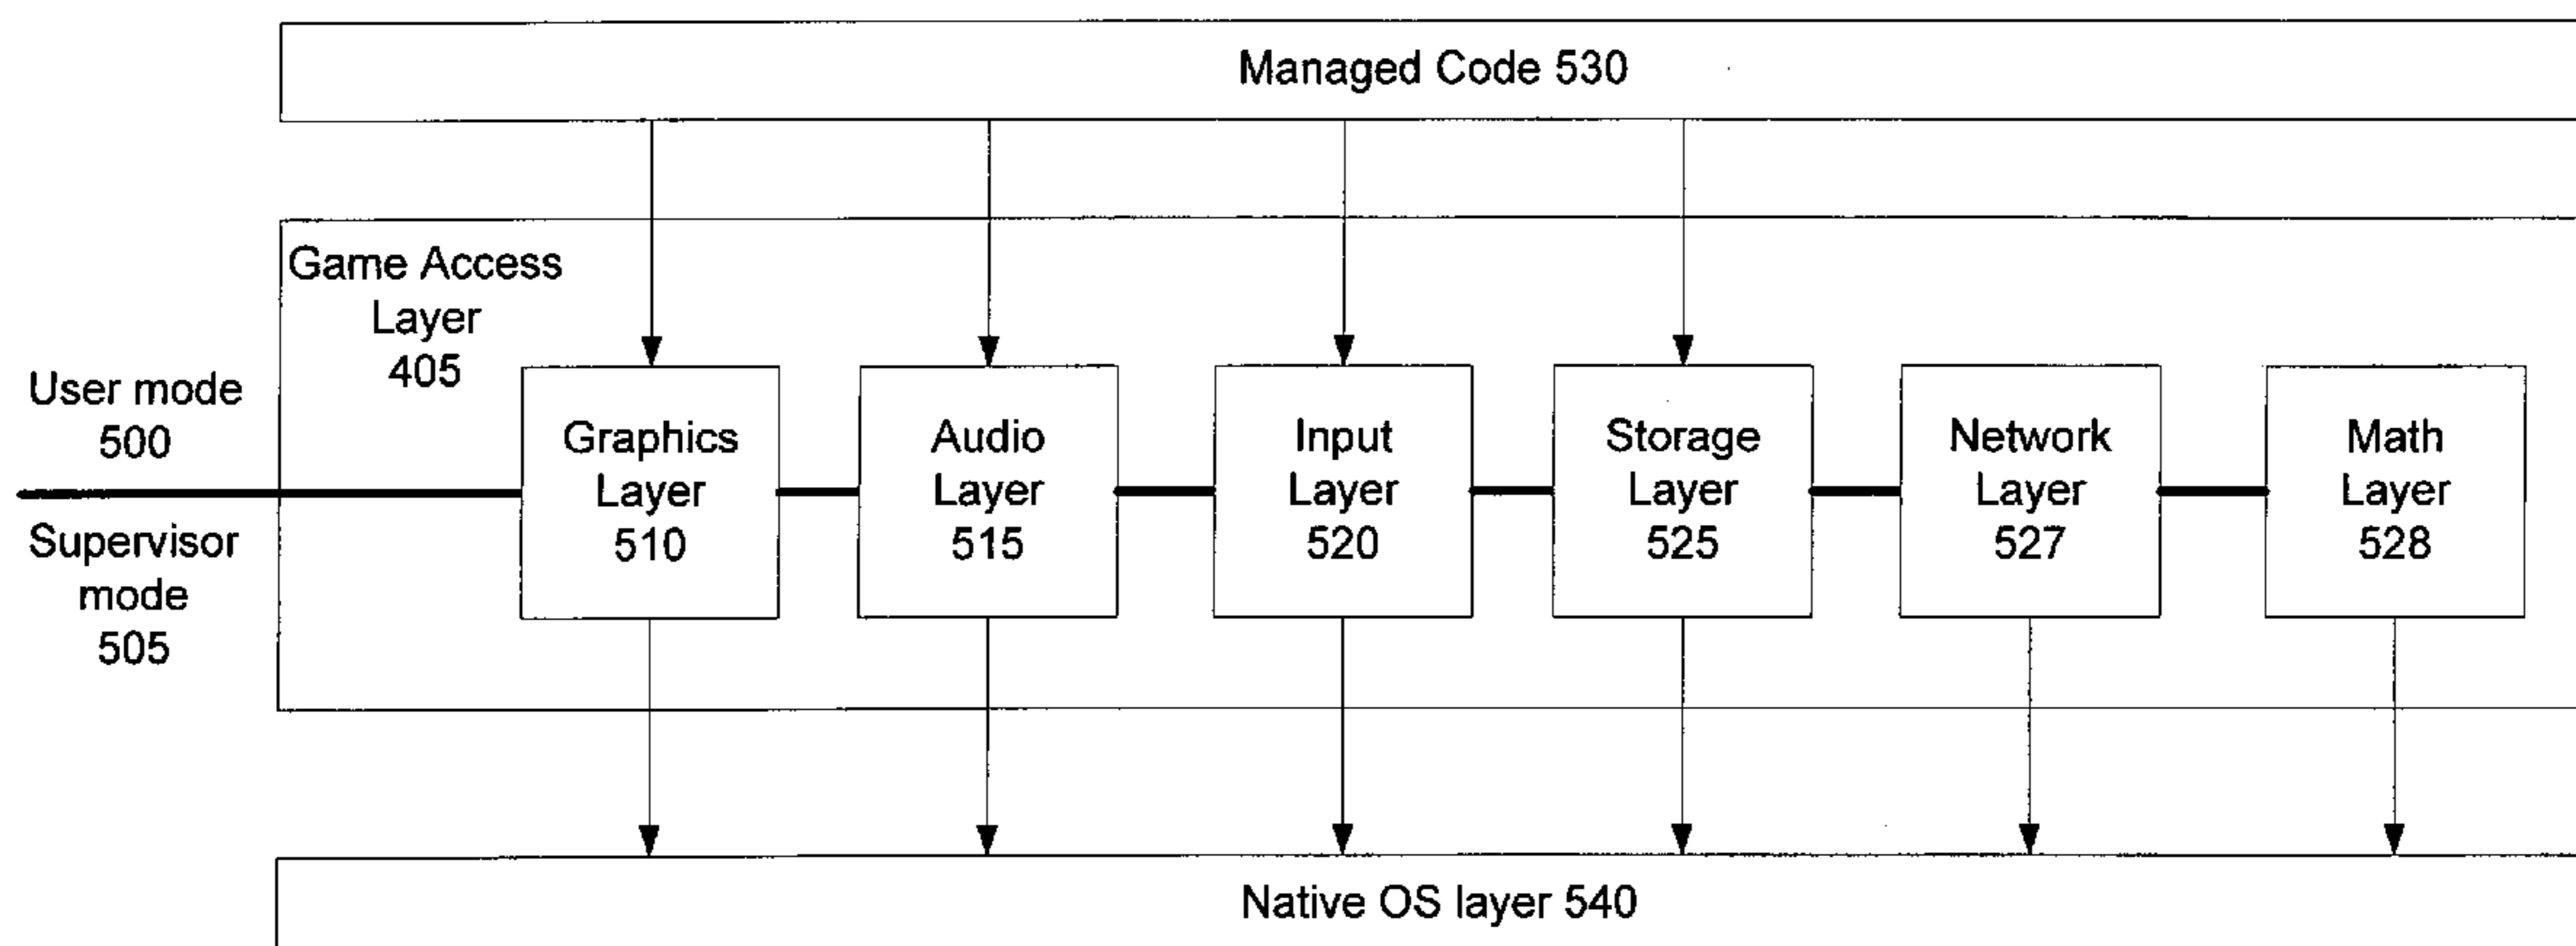 Managed Code 530
Game Access
Layer
405
User mode
500
Supervisor
mode
505
Graphics
Layer
510
Audio
Layer
515
Input
Layer
520
Storage
Layer
525
Network
Layer
527
Math
Layer
528
Native OS layer 540